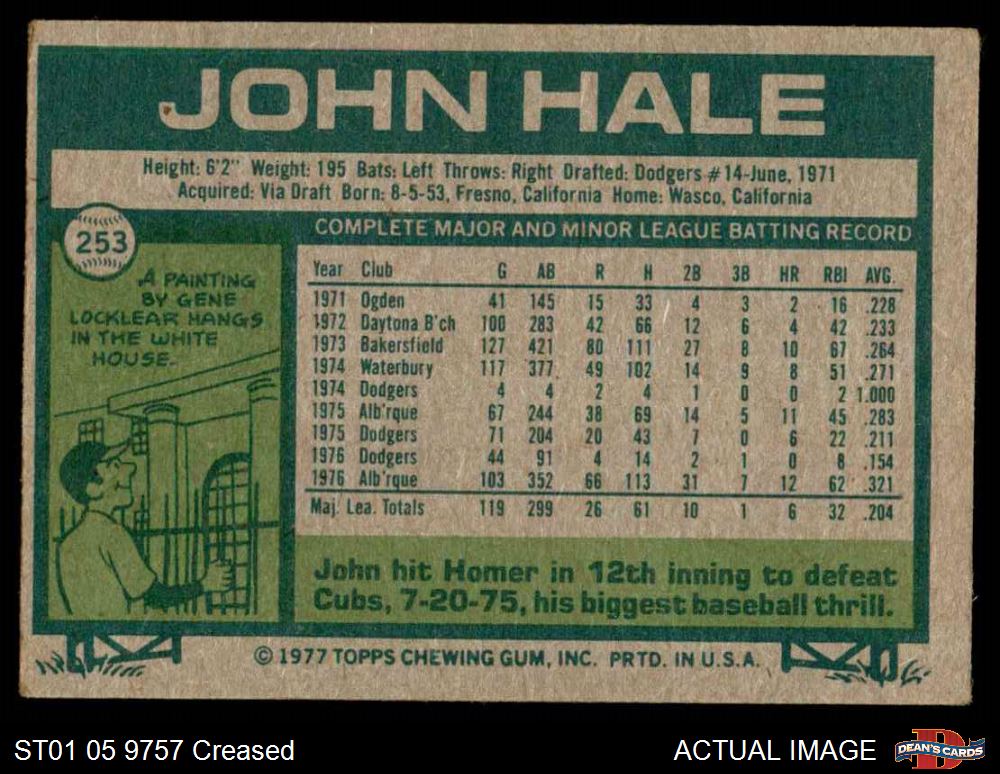 JOHN HALE
Height: 6'2" Weight: 195 Bats: Left Throws: Right Drafted: Dodgers #14-June, 1971
Acquired: Via Draft Born: 8-5-53, Fresno, California Home: Wasco, California
253
A PAINTING
BY GENE
LOCKLEAR HANGS
IN THE WHITE
HOUSE.
COMPLETE MAJOR AND MINOR LEAGUE BATTING RECORD
Year Club G AB R H 2B 3B HR RBI AVG.
1971 Ogden 41 145 15 33 4 3 2 16 .228
1972 Daytona B'ch 100 283 42 66 12 6 4 42 .233
1973 Bakersfield 127 421 80 111 27 8 10 67 .264
1974 Waterbury 117 377 49 102 14 9 8 51 .271
1974 Dodgers 4 4 2 4 1 0 0 2 1.000
1975 Alb'rque 67 244 38 69 14 5 11 45 .283
1975 Dodgers 71 204 20 43 7 0 6 22 .211
1976 Dodgers 44 91 4 14 2 1 0 8 .154
1976 Alb'rque 103 352 66 113 31 7 12 62 .321
Maj. Lea. Totals 119 299 26 61 10 1 6 32 .204
John hit Homer in 12th inning to defeat
Cubs, 7-20-75, his biggest baseball thrill.
© 1977 TOPPS CHEWING GUM, INC. PRTD. IN U.S.A.
ST01 05 9757 Creased
ACTUAL IMAGE
D
DEAN'S CARDS